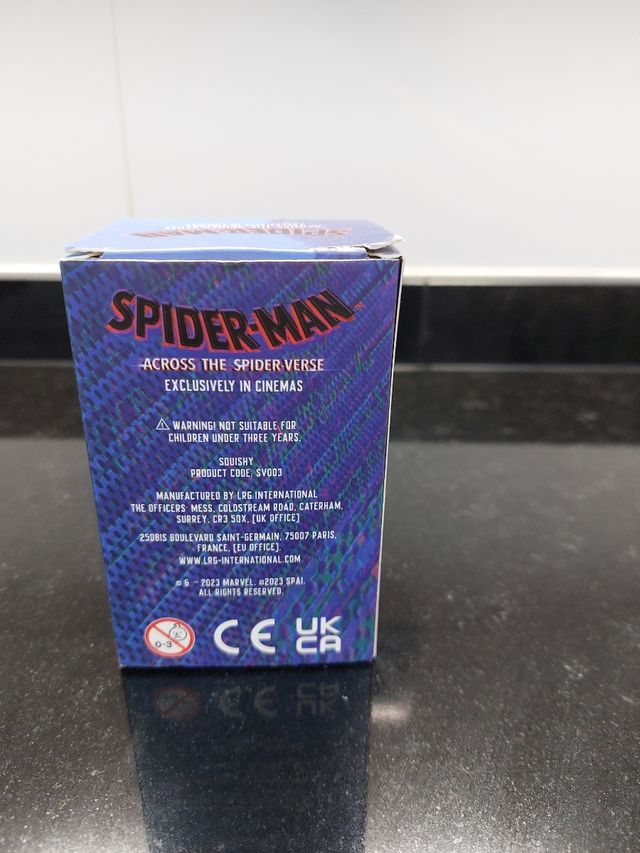 SPIDER-MAN
SPIDER-MAN™
ACROSS THE SPIDER-VERSE
EXCLUSIVELY IN CINEMAS
WARNING! NOT SUITABLE FOR
CHILDREN UNDER THREE YEARS.
SQUISHY
PRODUCT CODE, SV003
MANUFACTURED BY LRG INTERNATIONAL
THE OFFICERS' MESS, COLDSTREAM ROAD, CATERHAM,
SURREY, CR3 5QX, (UK OFFICE)
259BIS BOULEVARD SAINT-GERMAIN, 75007 PARIS,
FRANCE, (EU OFFICE).
WWW.LRG-INTERNATIONAL.COM
© & ™ 2023 MARVEL. ©2023 SPAI.
ALL RIGHTS RESERVED.
0-3
CE
UK
CA